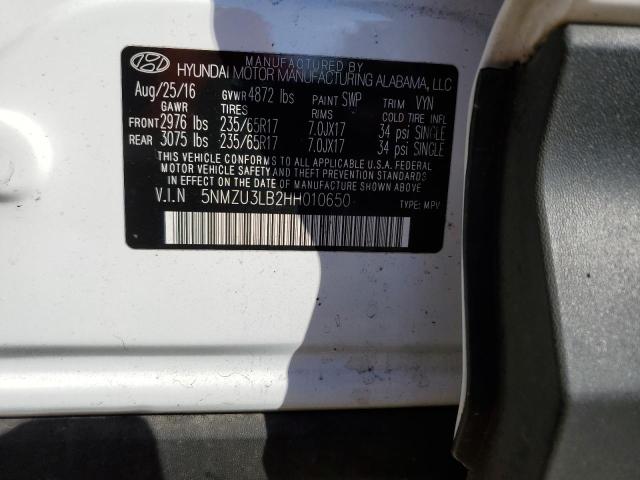 MANUFACTURED BY
HYUNDAI MOTOR MANUFACTURING ALABAMA, LLC
Aug/25/16 GVWR 4872 lbs PAINT SWP TRIM VYN
GAWR TIRES RIMS COLD TIRE INFL
FRONT 2976 lbs 235/65R17 7.0JX17 34 psi SINGLE
REAR 3075 lbs 235/65R17 7.0JX17 34 psi SINGLE
THIS VEHICLE CONFORMS TO ALL APPLICABLE U.S.A. FEDERAL
MOTOR VEHICLE SAFETY AND THEFT PREVENTION STANDARDS
IN EFFECT ON THE DATE OF MANUFACTURE SHOWN ABOVE.
V.I.N 5NMZU3LB2HH010650 TYPE: MPV